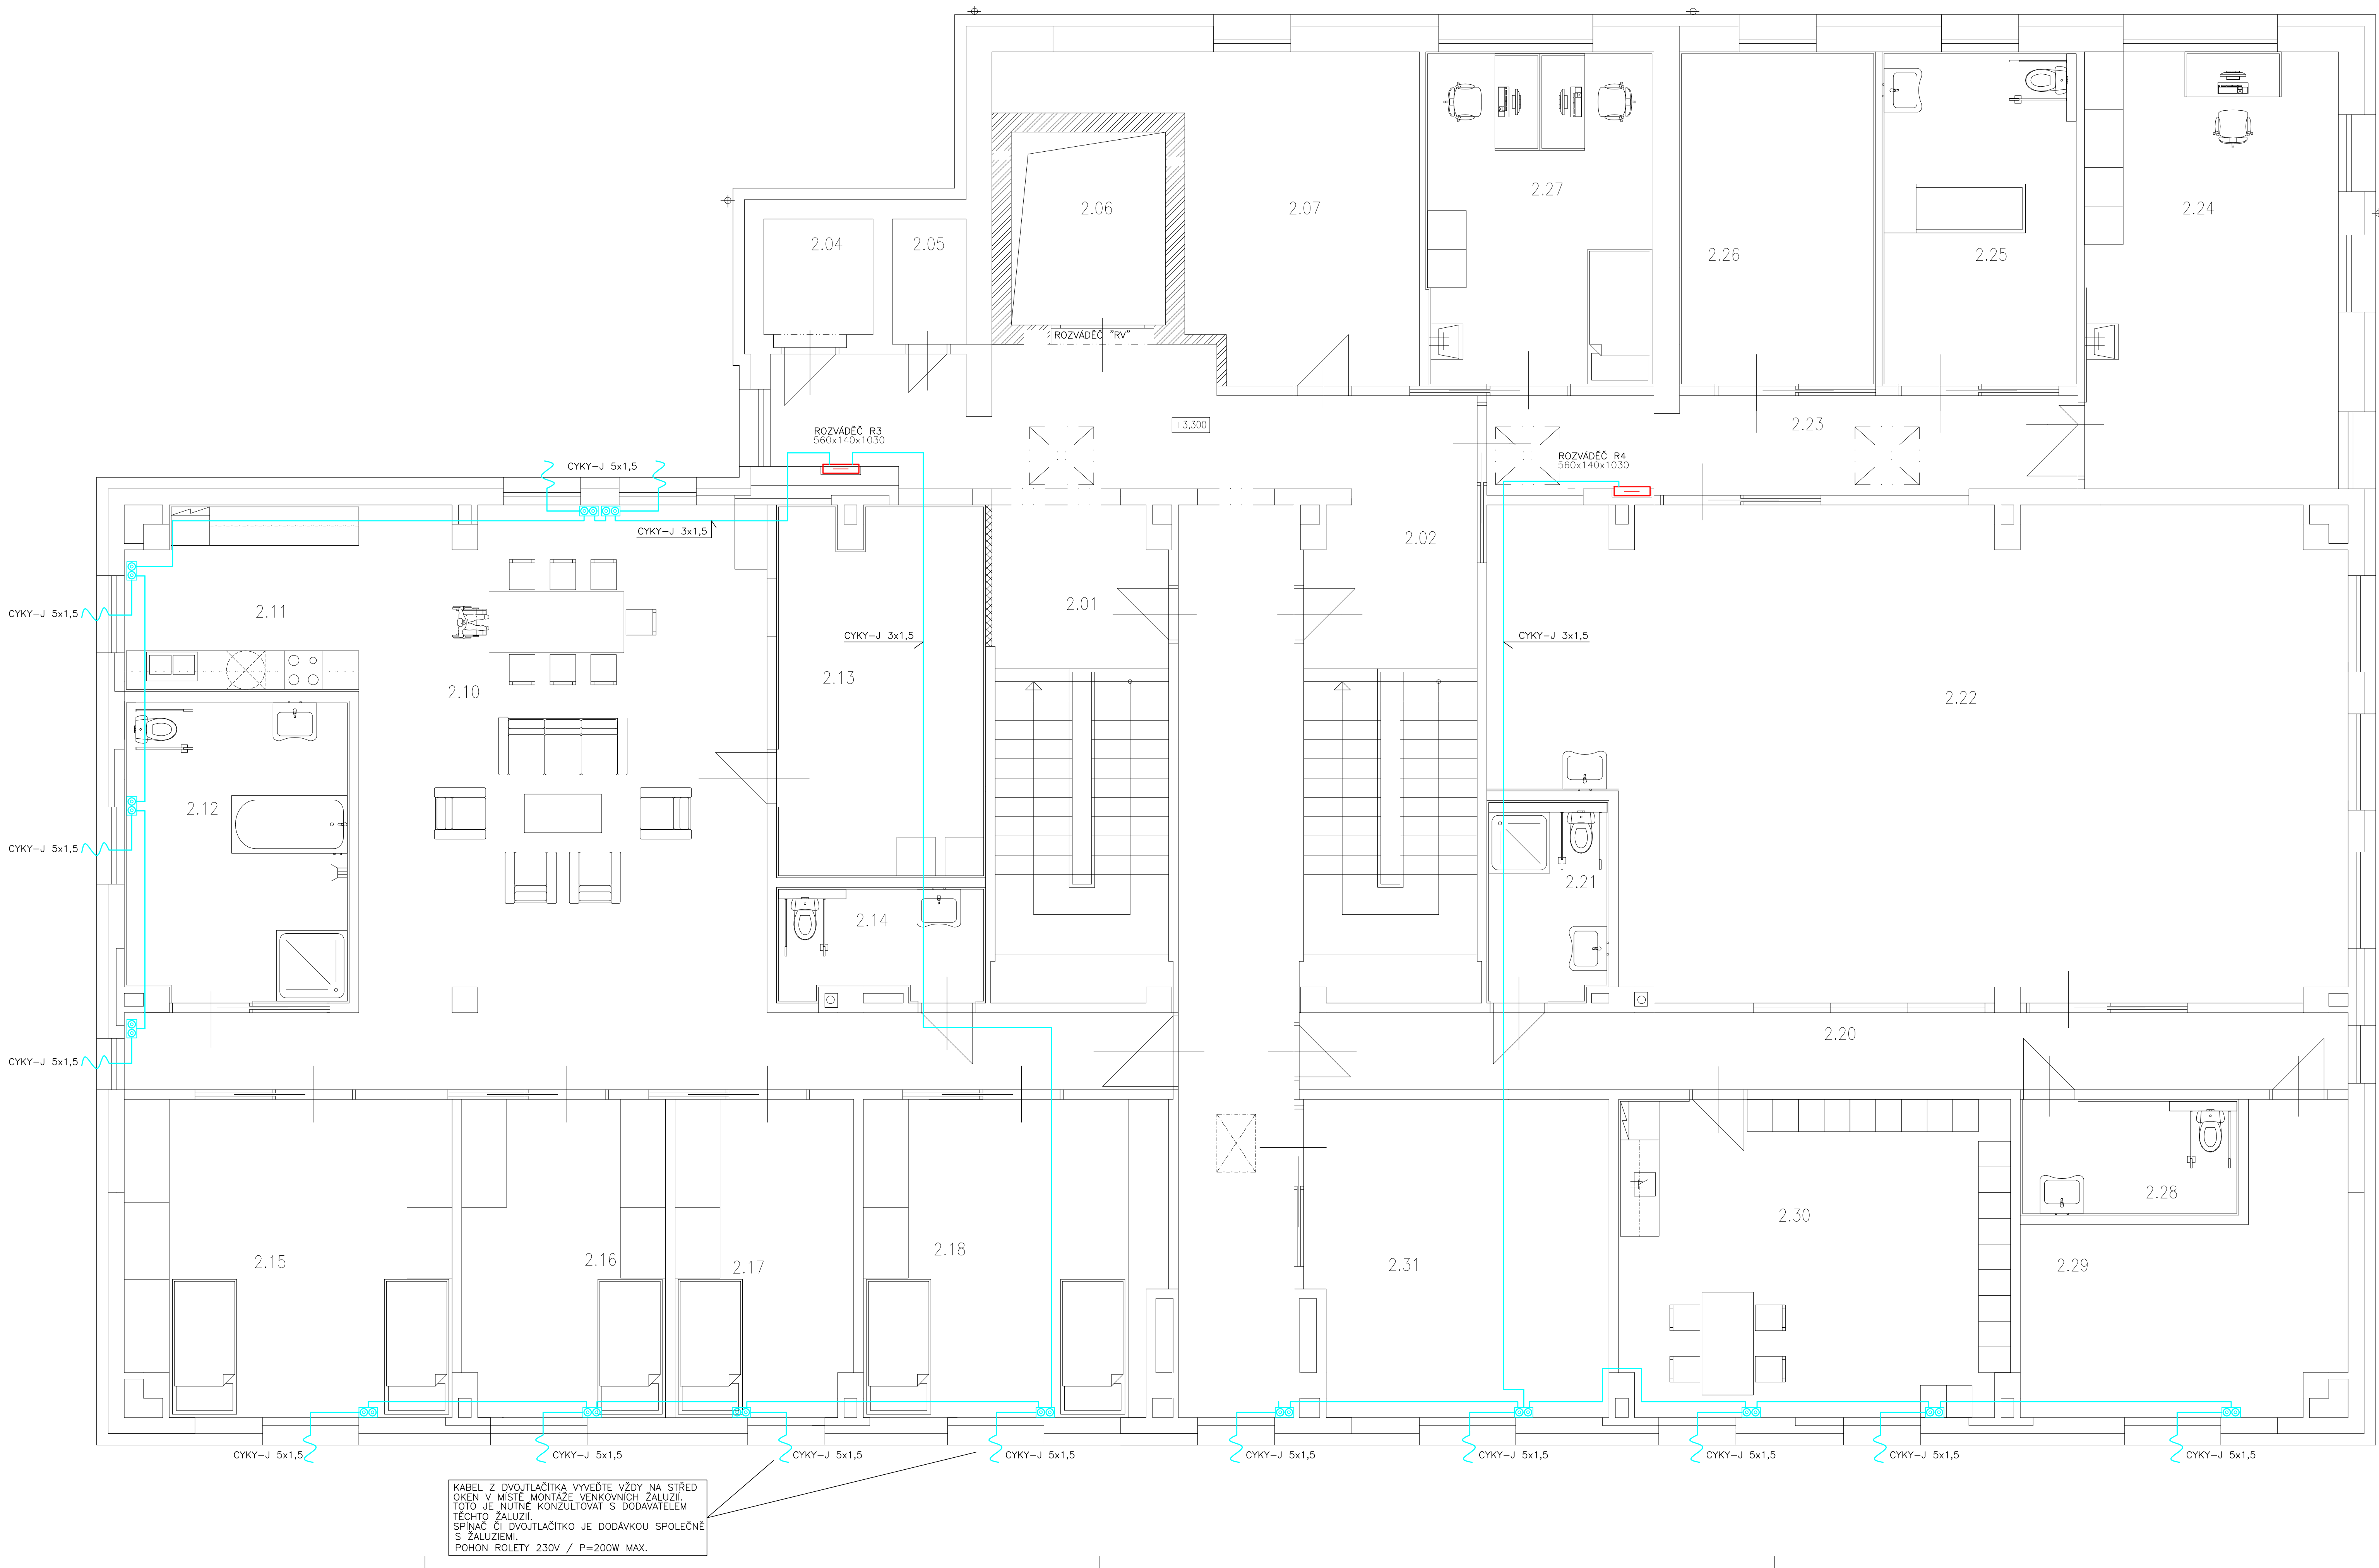 2.06
2.07
2.27
2.24
2.04
2.05
2.26
2.25
ROZVÁDĚČ "RV"
+3,300
2.23
ROZVÁDĚČ R3
560x140x1030
ROZVÁDĚČ R4
560x140x1030
CYKY-J 5x1,5
CYKY-J 3x1,5
2.02
CYKY-J 5x1,5
2.11
2.01
CYKY-J 3x1,5
CYKY-J 3x1,5
2.13
2.10
2.22
2.12
CYKY-J 5x1,5
2.21
2.14
2.20
CYKY-J 5x1,5
2.28
2.30
2.18
2.15
2.16
2.17
2.31
2.29
CYKY-J 5x1,5
CYKY-J 5x1,5
CYKY-J 5x1,5
CYKY-J 5x1,5
CYKY-J 5x1,5
CYKY-J 5x1,5
CYKY-J 5x1,5
CYKY-J 5x1,5
CYKY-J 5x1,5
KABEL Z DVOJTLAČÍTKA VYVEĎTE VŽDY NA STŘED
OKEN V MÍSTĚ MONTÁŽE VENKOVNÍCH ŽALUZIÍ.
TOTO JE NUTNÉ KONZULTOVAT S DODAVATELEM
TĚCHTO ŽALUZIÍ.
SPÍNAČ ČI DVOJTLAČÍTKO JE DODÁVKOU SPOLEČNĚ
S ŽALUZIEMI.
POHON ROLETY 230V / P=200W MAX.